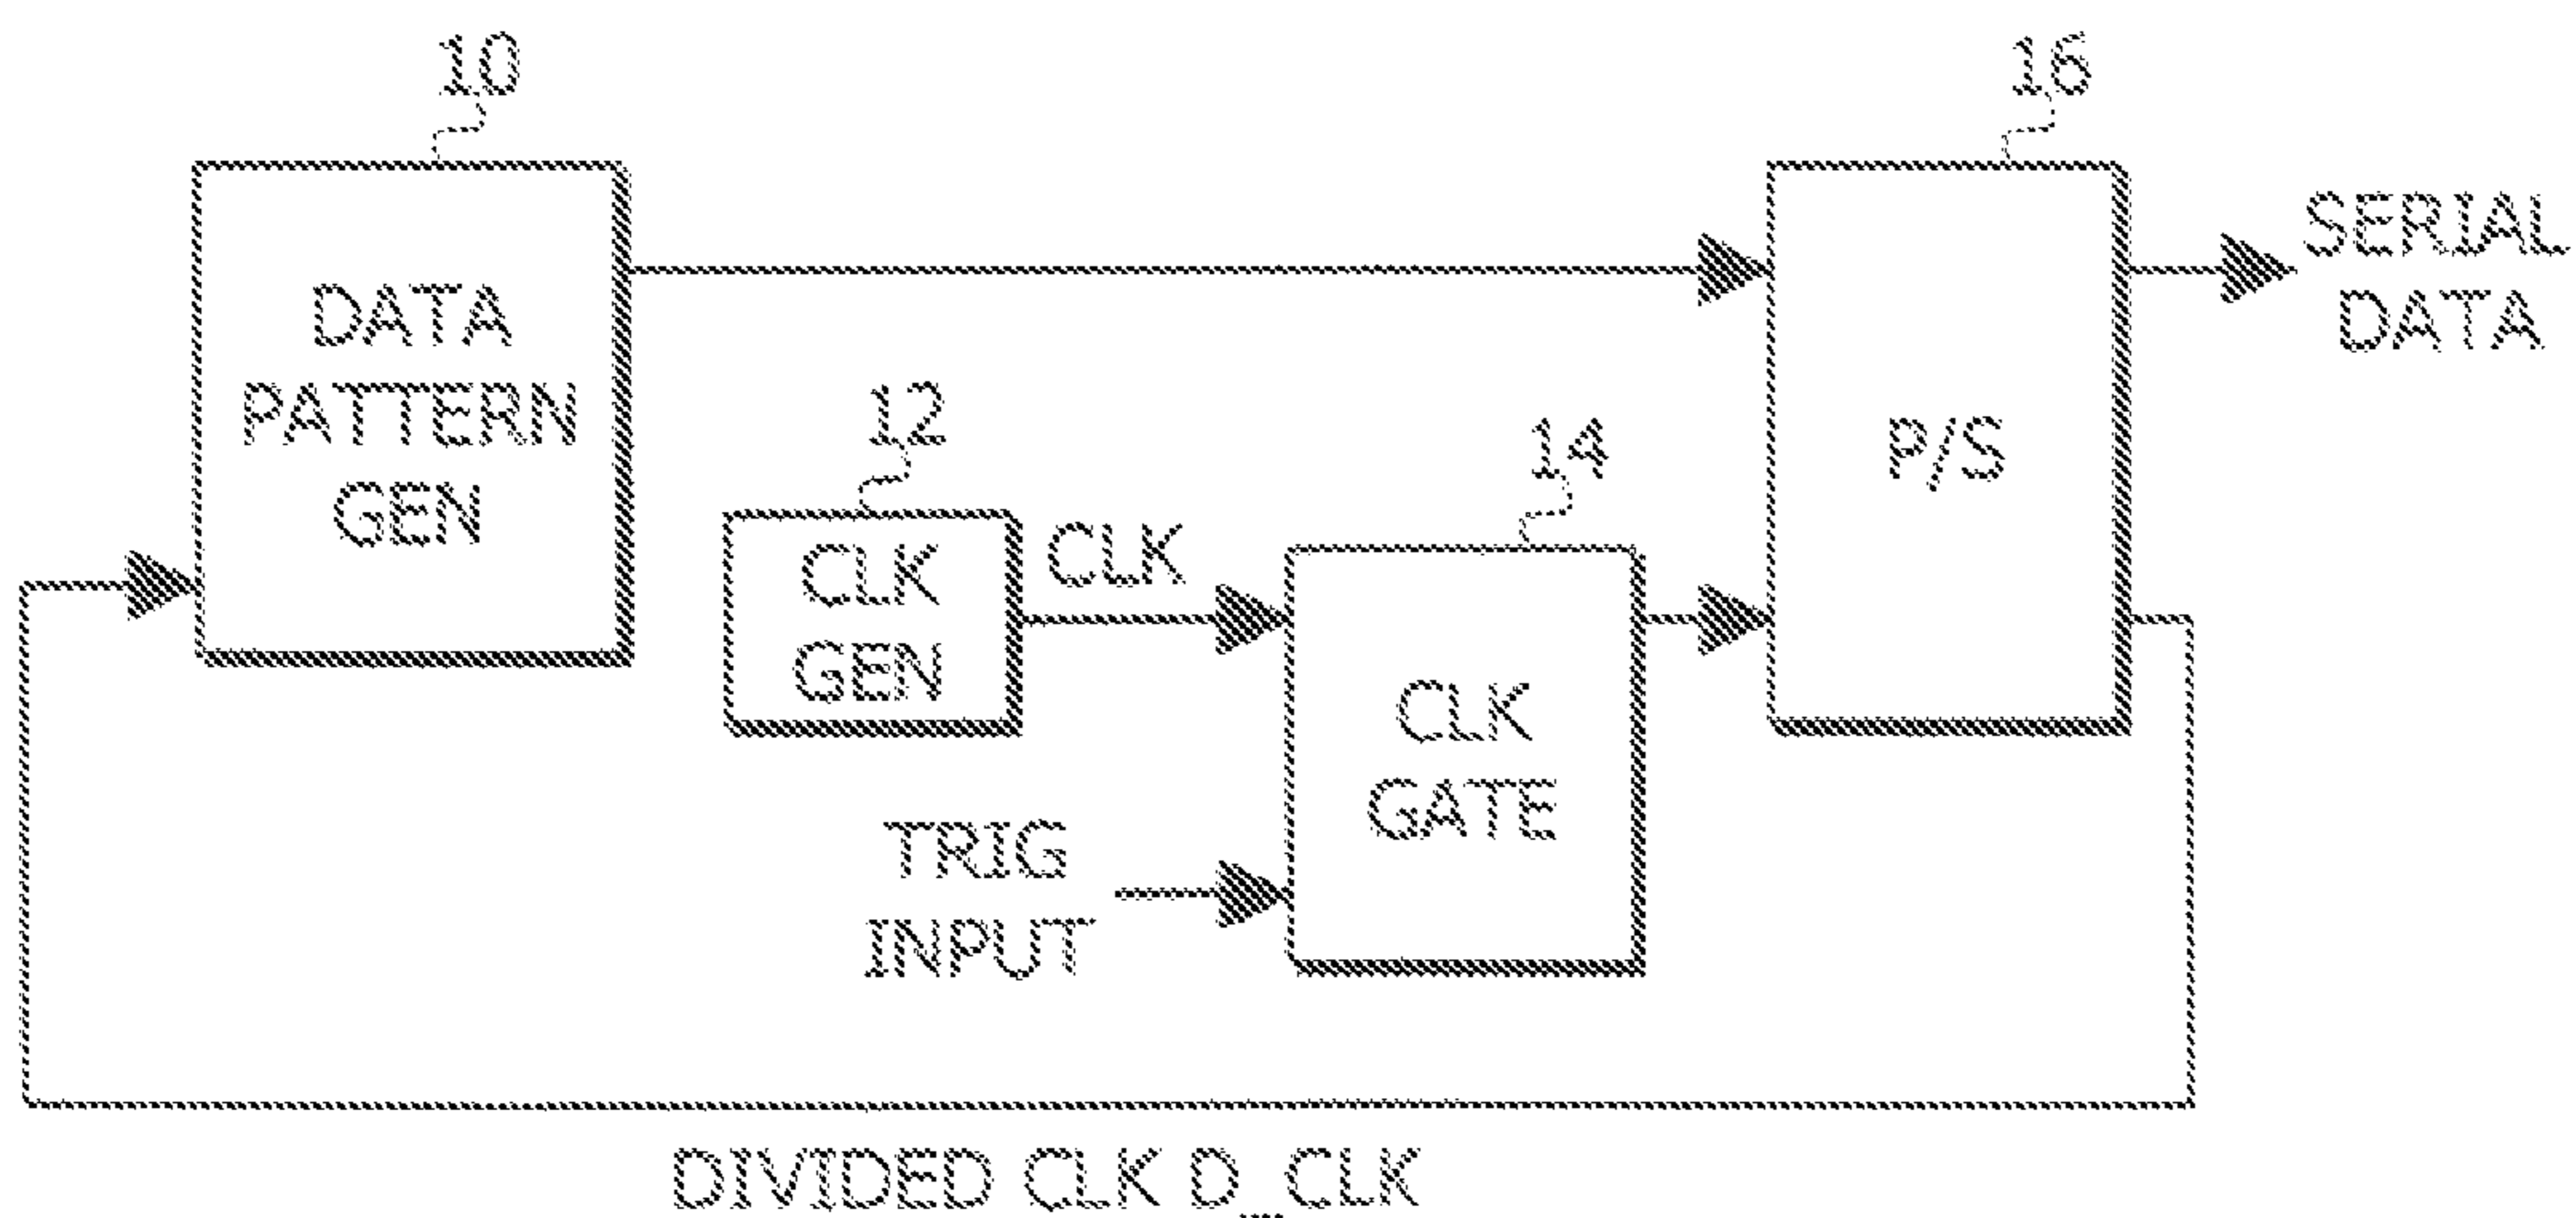 10
16
SERIAL
DATA
DATA
PATTERN
GEN
12
14
P/S
CLK
GEN
CLK
CLK
GATE
TRIG
INPUT
DIVIDED CLK D_CLK